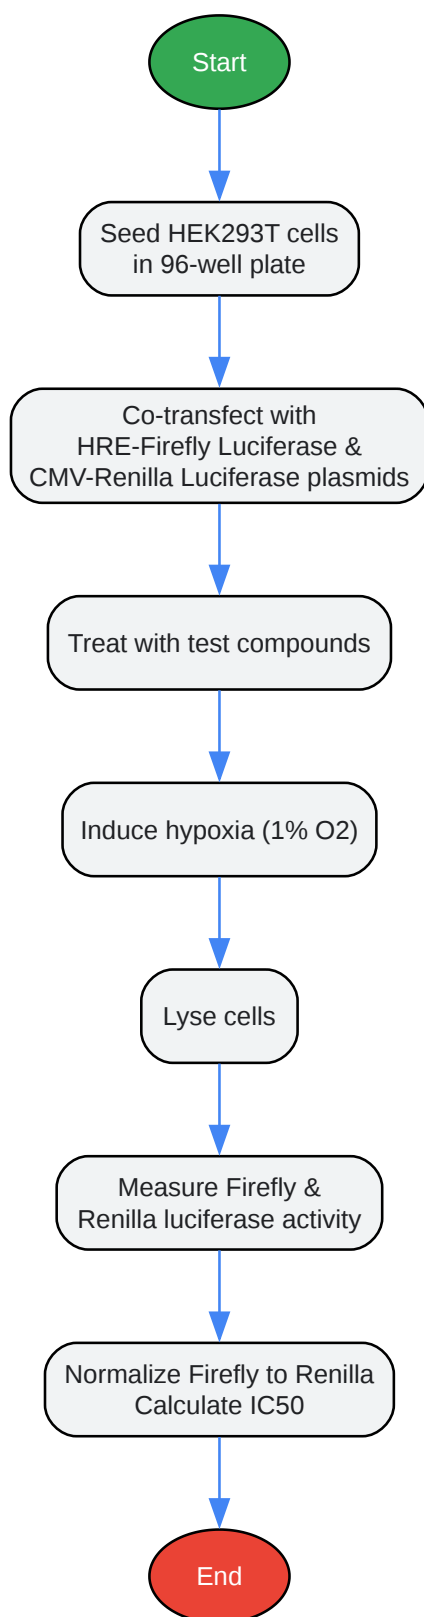 Start
Seed HEK293T cells
in 96-well plate
Co-transfect with
HRE-Firefly Luciferase &
CMV-Renilla Luciferase plasmids
Treat with test compounds
Induce hypoxia (1% O2)
Lyse cells
Measure Firefly &
Renilla luciferase activity
Normalize Firefly to Renilla
Calculate IC50
End